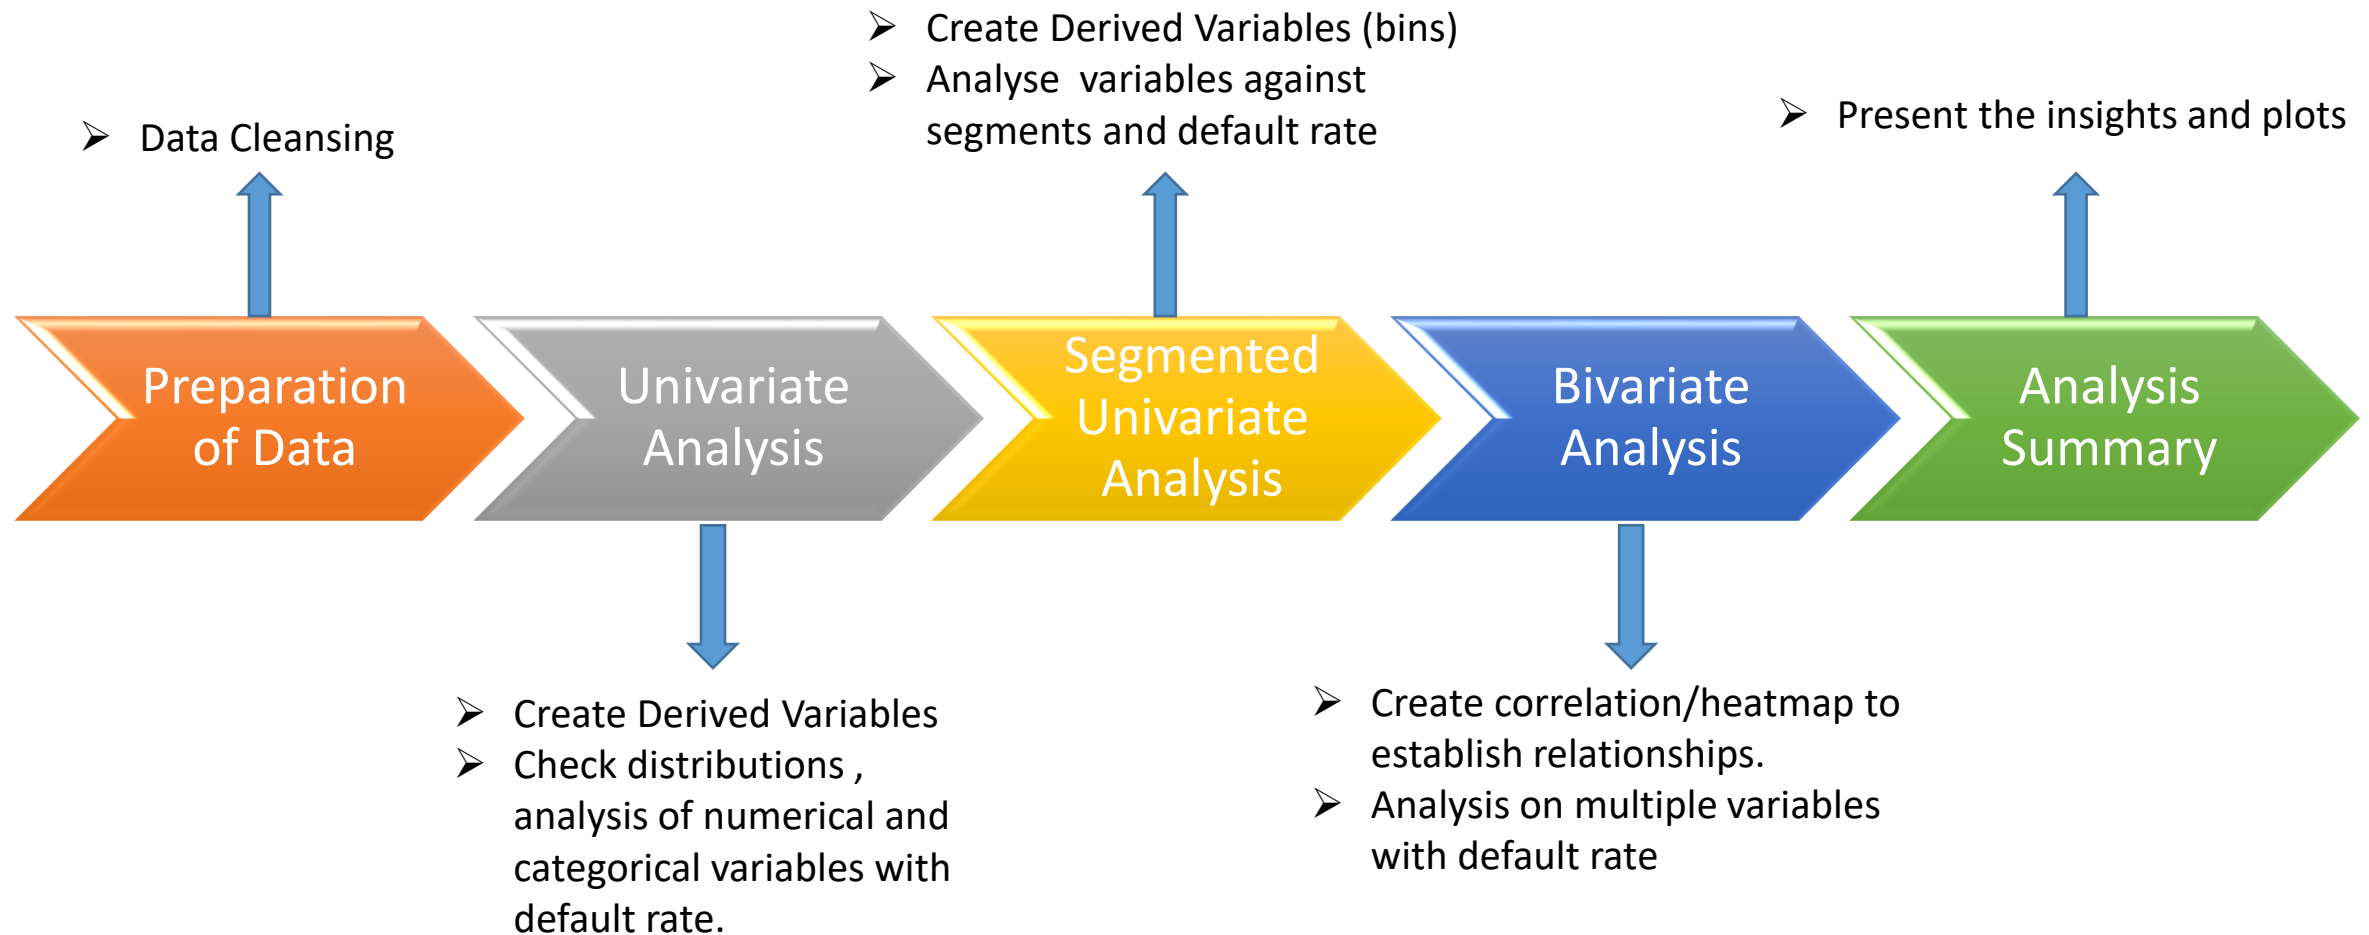 ➢ Create Derived Variables (bins)
➢ Analyse variables against
segments and default rate
➢ Data Cleansing
➢ Present the insights and plots
Preparation
of Data
Univariate
Analysis
Segmented
Univariate
Analysis
Bivariate
Analysis
Analysis
Summary
➢ Create Derived Variables
➢ Check distributions ,
analysis of numerical and
categorical variables with
default rate.
➢ Create correlation/heatmap to
establish relationships.
➢ Analysis on multiple variables
with default rate